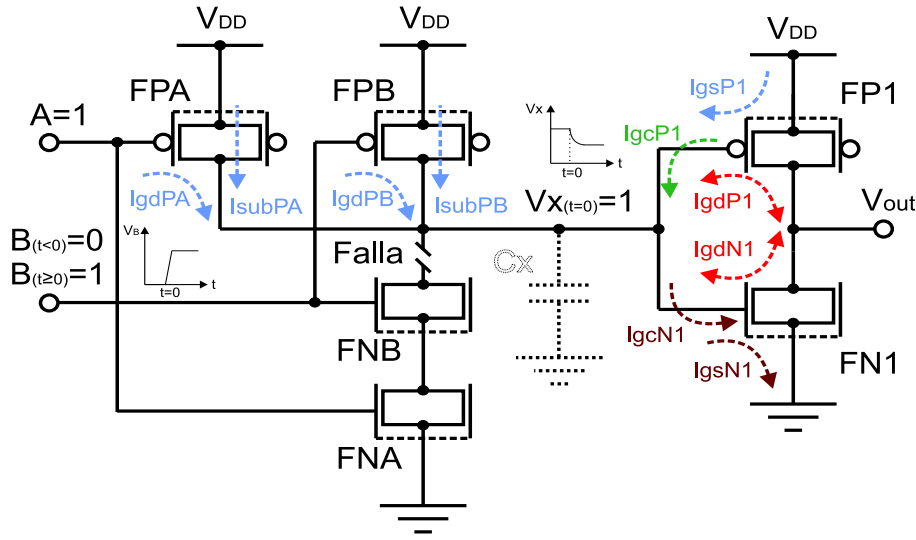 VDD
VDD
VDD
FPA
FPB
FP1
A=1
IgsP1
IgcP1
Vx
t=0
t
IgdPA
IsubPA
IgdPB
IsubPB
Vx(t=0)=1
IgdP1
Vout
B(t<0)=0
B(t≥0)=1
VB
t=0
t
Falla
Cx
IgdN1
FNB
IgcN1
IgsN1
FN1
FNA